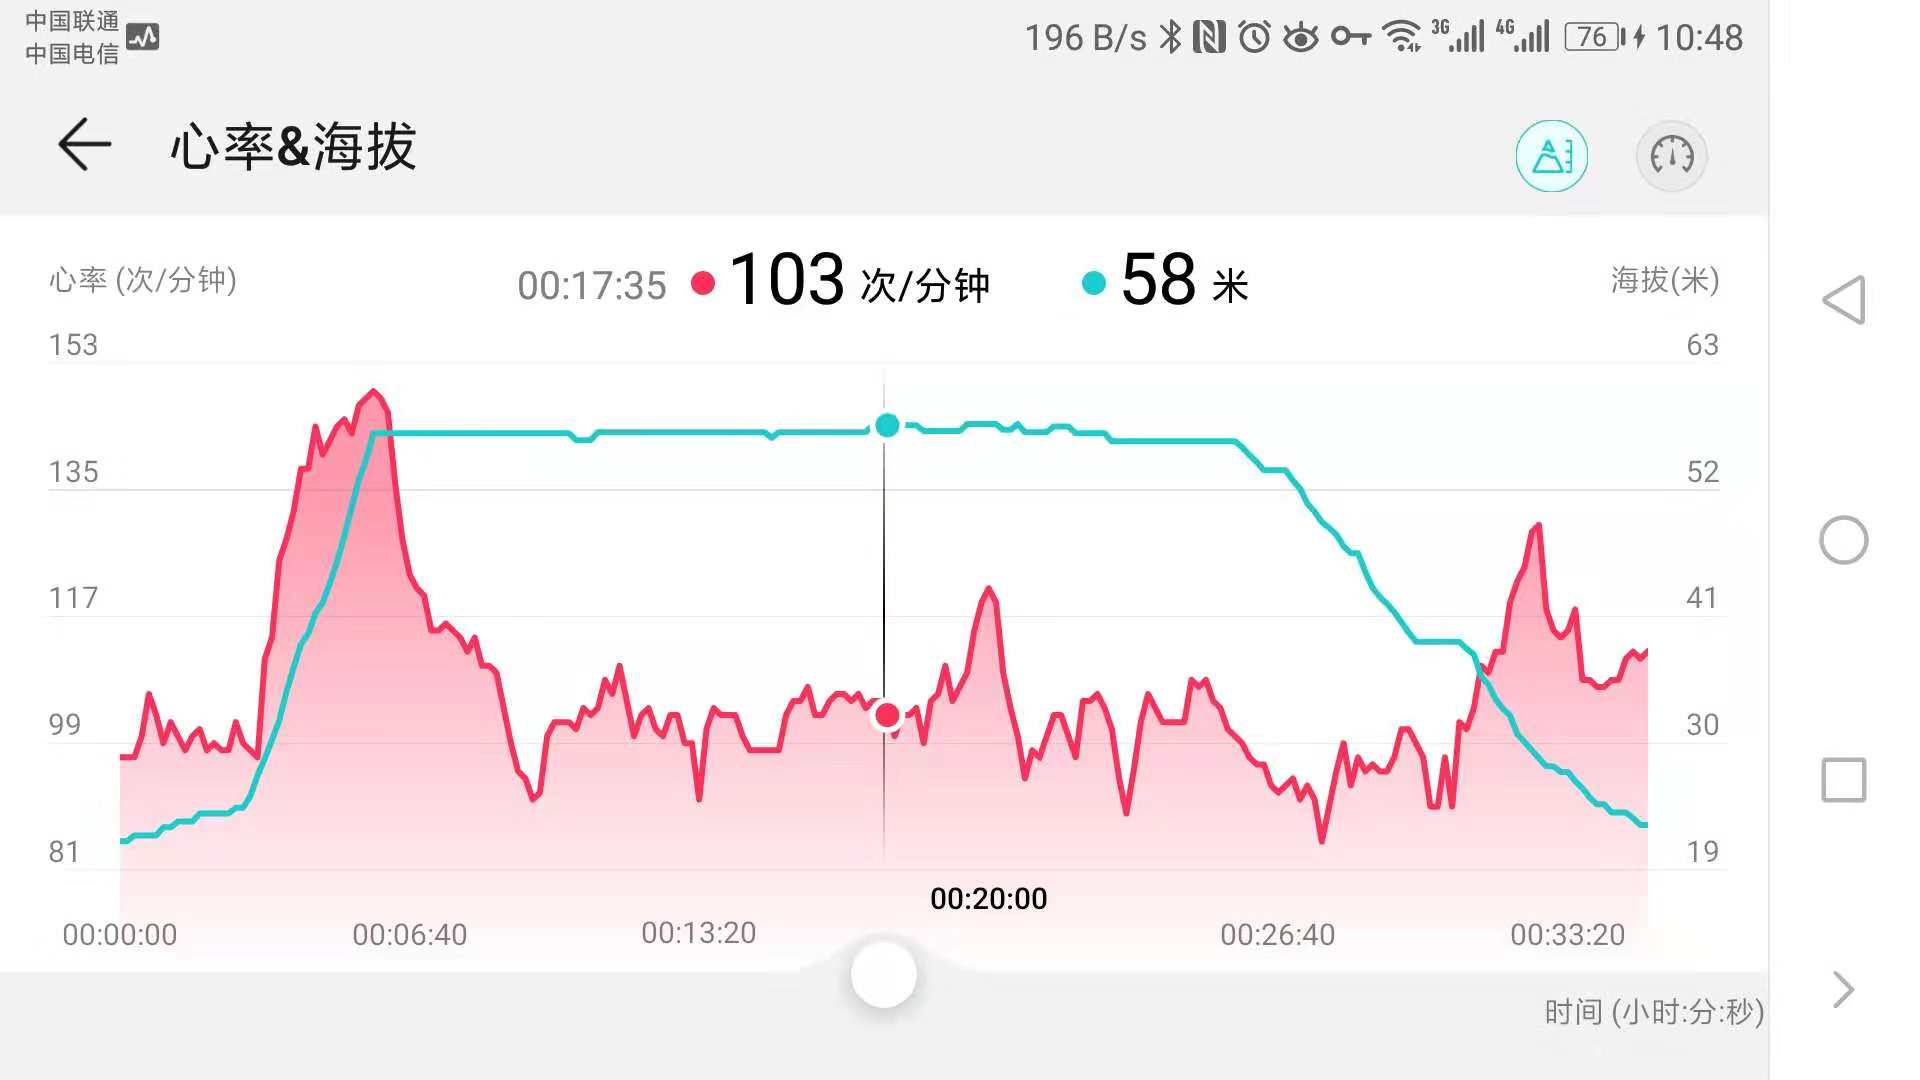 中国联通
中国电信
196 B/s 3G 4G 76 10:48
心率&海拔
心率 (次/分钟) 00:17:35 103 次/分钟 58 米 海拔(米)
153 63
135 52
117 41
99 30
81 19
00:20:00
00:00:00 00:06:40 00:13:20 00:26:40 00:33:20
时间 (小时:分:秒)